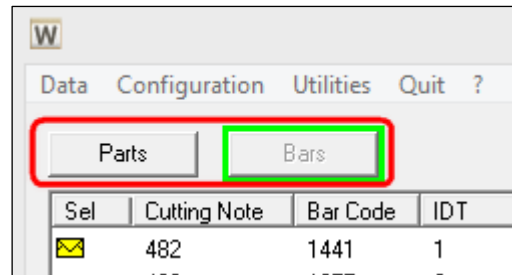 W
Data Configuration Utilities Quit ?
Parts Bars
Sel Cutting Note Bar Code IDT
482 1441 1